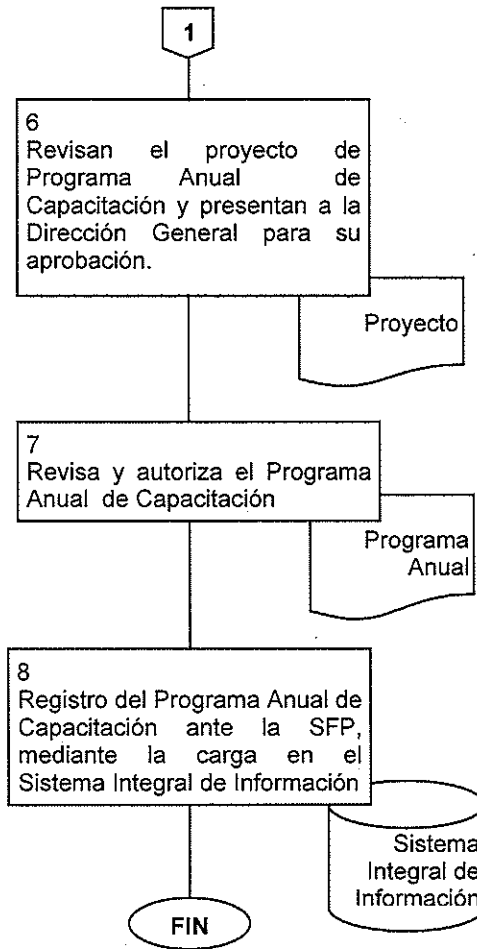 1
6
Revisan el proyecto de
Programa Anual de
Capacitación y presentan a la
Dirección General para su
aprobación.
Proyecto
7
Revisa y autoriza el Programa
Anual de Capacitación
Programa
Anual
8
Registro del Programa Anual de
Capacitación ante la SFP,
mediante la carga en el
Sistema Integral de Información
Sistema
Integral de
Información
FIN